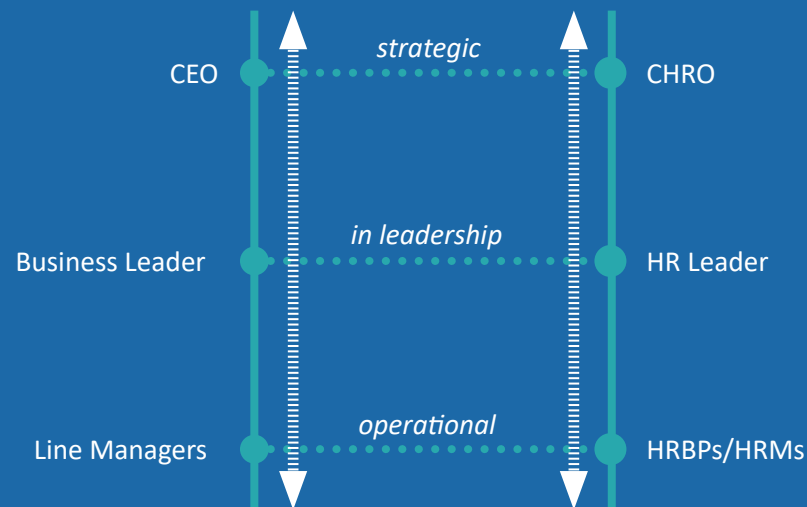 strategic
CEO
CHRO
in leadership
Business Leader
HR Leader
operational
Line Managers
HRBPs/HRMs